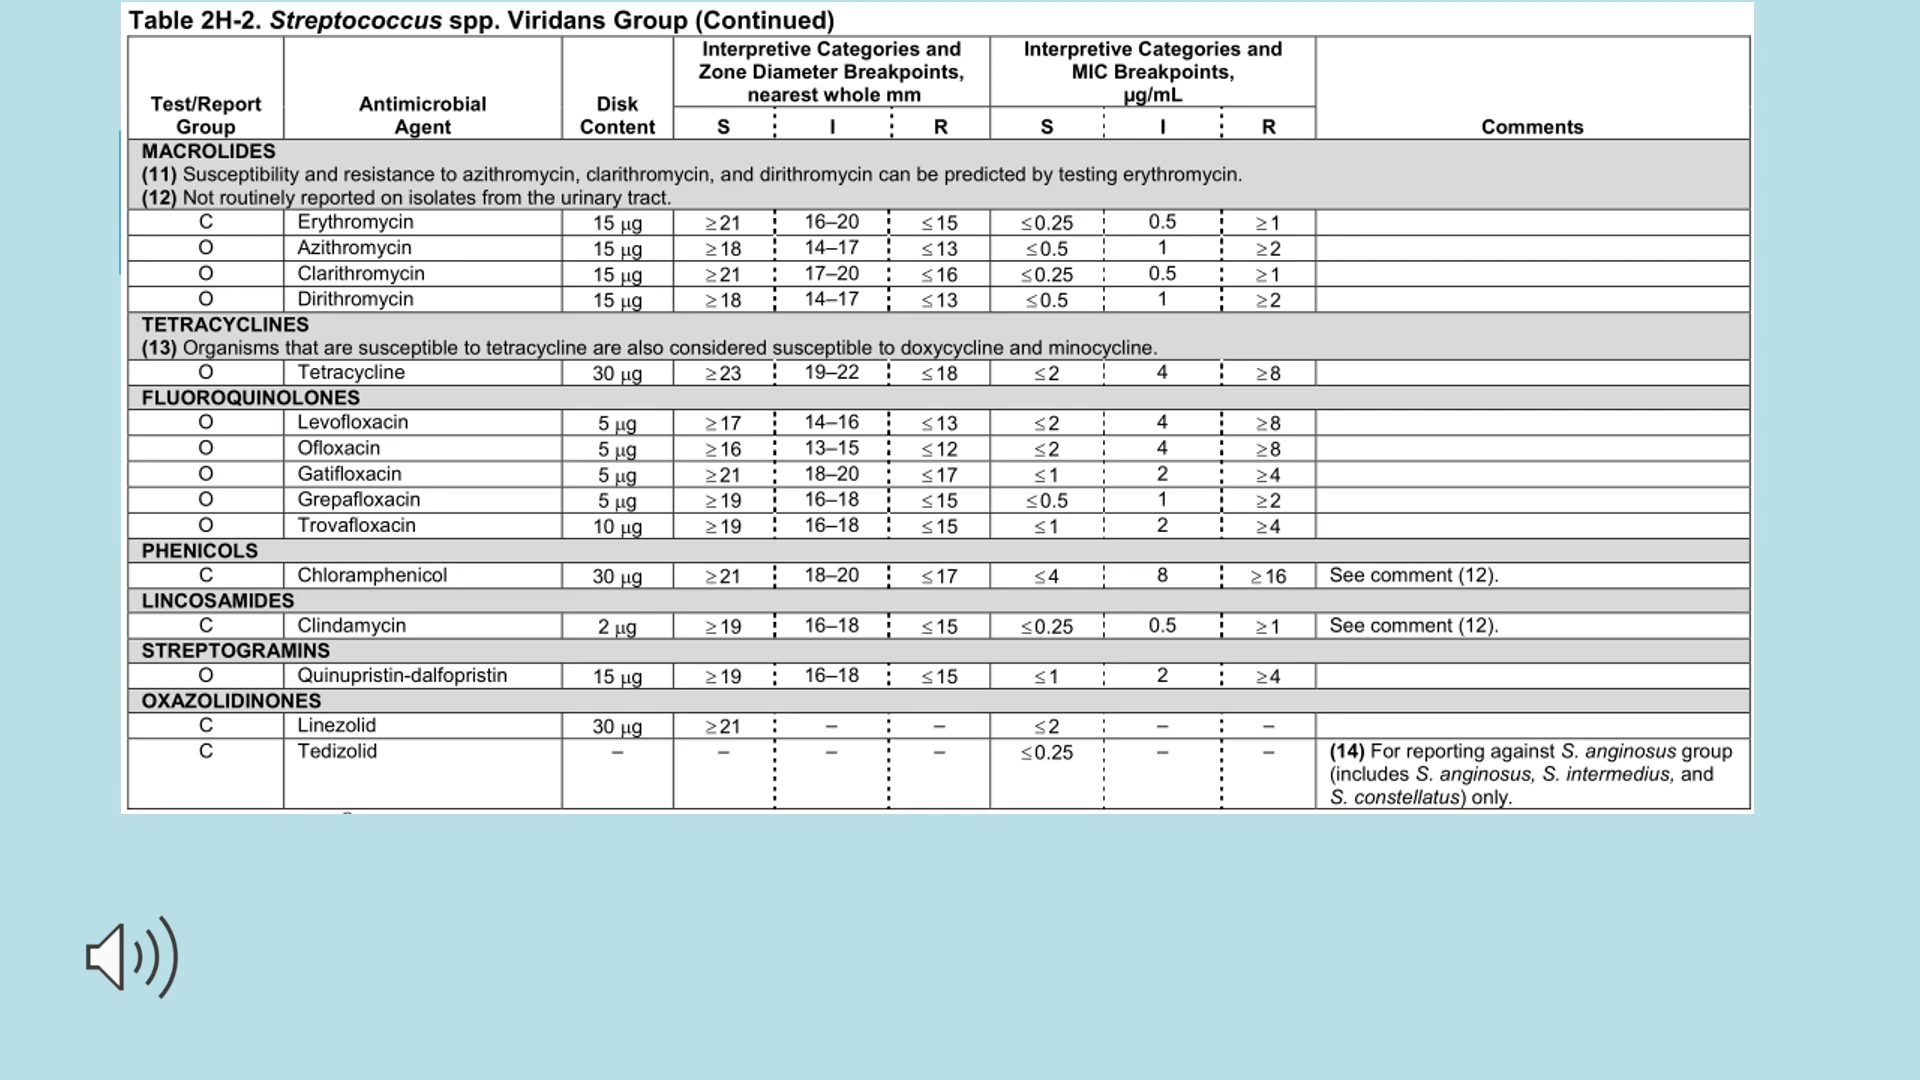 Table 2H-2. Streptococcus spp. Viridans Group (Continued)
Test/Report Group Antimicrobial Agent Disk Content Interpretive Categories and Zone Diameter Breakpoints, nearest whole mm Interpretive Categories and MIC Breakpoints, µg/mL Comments
S I R S I R
MACROLIDES
(11) Susceptibility and resistance to azithromycin, clarithromycin, and dirithromycin can be predicted by testing erythromycin.
(12) Not routinely reported on isolates from the urinary tract.
C Erythromycin 15 µg ≥21 16–20 ≤15 ≤0.25 0.5 ≥1
O Azithromycin 15 µg ≥18 14–17 ≤13 ≤0.5 1 ≥2
O Clarithromycin 15 µg ≥21 17–20 ≤16 ≤0.25 0.5 ≥1
O Dirithromycin 15 µg ≥18 14–17 ≤13 ≤0.5 1 ≥2
TETRACYCLINES
(13) Organisms that are susceptible to tetracycline are also considered susceptible to doxycycline and minocycline.
O Tetracycline 30 µg ≥23 19–22 ≤18 ≤2 4 ≥8
FLUOROQUINOLONES
O Levofloxacin 5 µg ≥17 14–16 ≤13 ≤2 4 ≥8
O Ofloxacin 5 µg ≥16 13–15 ≤12 ≤2 4 ≥8
O Gatifloxacin 5 µg ≥21 18–20 ≤17 ≤1 2 ≥4
O Grepafloxacin 5 µg ≥19 16–18 ≤15 ≤0.5 1 ≥2
O Trovafloxacin 10 µg ≥19 16–18 ≤15 ≤1 2 ≥4
PHENICOLS
C Chloramphenicol 30 µg ≥21 18–20 ≤17 ≤4 8 ≥16 See comment (12).
LINCOSAMIDES
C Clindamycin 2 µg ≥19 16–18 ≤15 ≤0.25 0.5 ≥1 See comment (12).
STREPTOGRAMINS
O Quinupristin-dalfopristin 15 µg ≥19 16–18 ≤15 ≤1 2 ≥4
OXAZOLIDINONES
C Linezolid 30 µg ≥21 – – ≤2 – –
C Tedizolid – – – – ≤0.25 – – (14) For reporting against S. anginosus group
(includes S. anginosus, S. intermedius, and
S. constellatus) only.